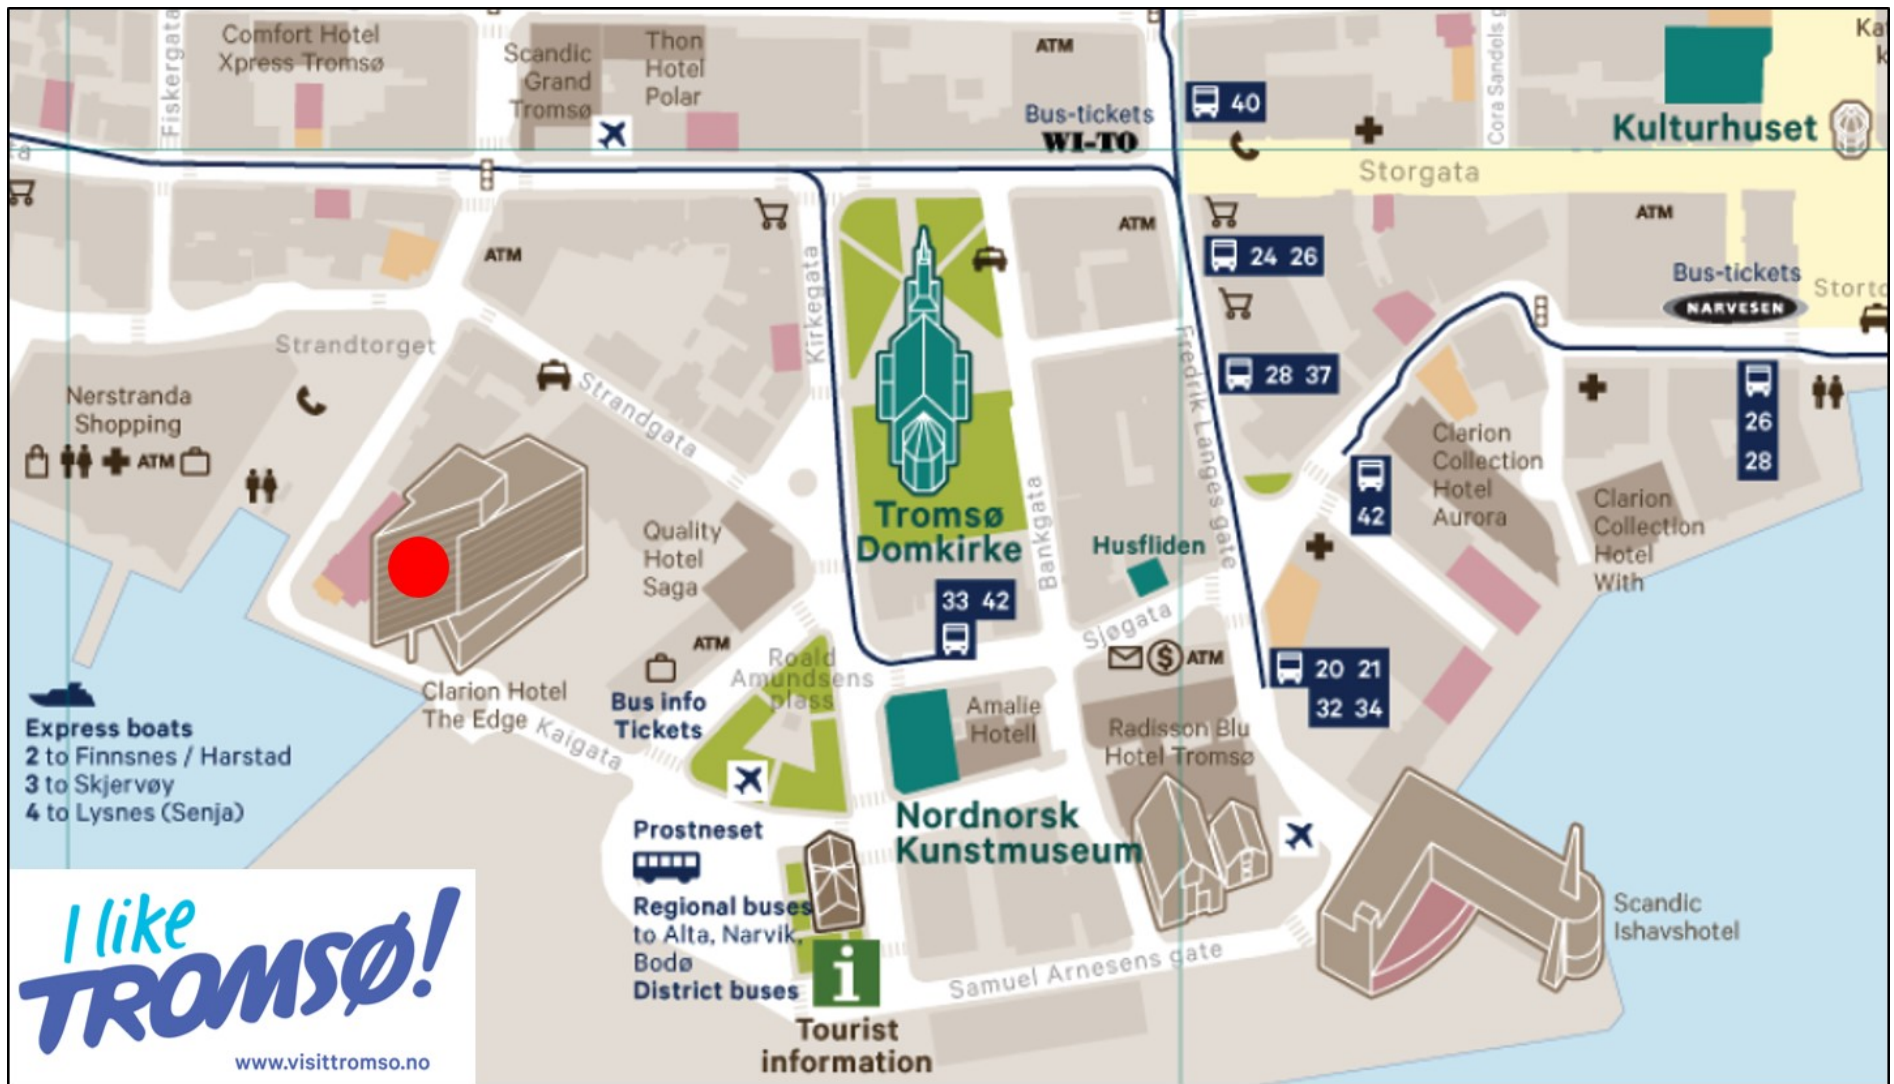 Fiskergata
Comfort Hotel
Xpress Tromsø
Scandic
Grand
Tromsø
Thon
Hotel
Polar
ATM
Bus-tickets
WI-TO
40
Cora Sandels g
Kulturhuset
Storgata
ta
ATM
Kirkegata
ATM
24 26
ATM
Bus-tickets
NARVESEN
Storto
Strandtorget
Strandgata
Fredrik Langes gate
28 37
26
28
Nerstranda
Shopping
ATM
Clarion
Collection
Hotel
Aurora
42
Clarion
Collection
Hotel
With
Quality
Hotel
Saga
Tromsø
Domkirke
Bankgata
Husfliden
33 42
Sjøgata
ATM
ATM
Roald
Amundsens
plass
20 21
32 34
Express boats
2 to Finnsnes / Harstad
3 to Skjervøy
4 to Lysnes (Senja)
Clarion Hotel
The Edge
Kaigata
Bus info
Tickets
Amalie
Hotell
Radisson Blu
Hotel Tromsø
Prostneset
Nordnorsk
Kunstmuseum
Regional buses
to Alta, Narvik,
Bodø
District buses
Scandic
Ishavshotel
Samuel Arnesens gate
i
Tourist
information
I like
TROMSØ!
www.visittromso.no